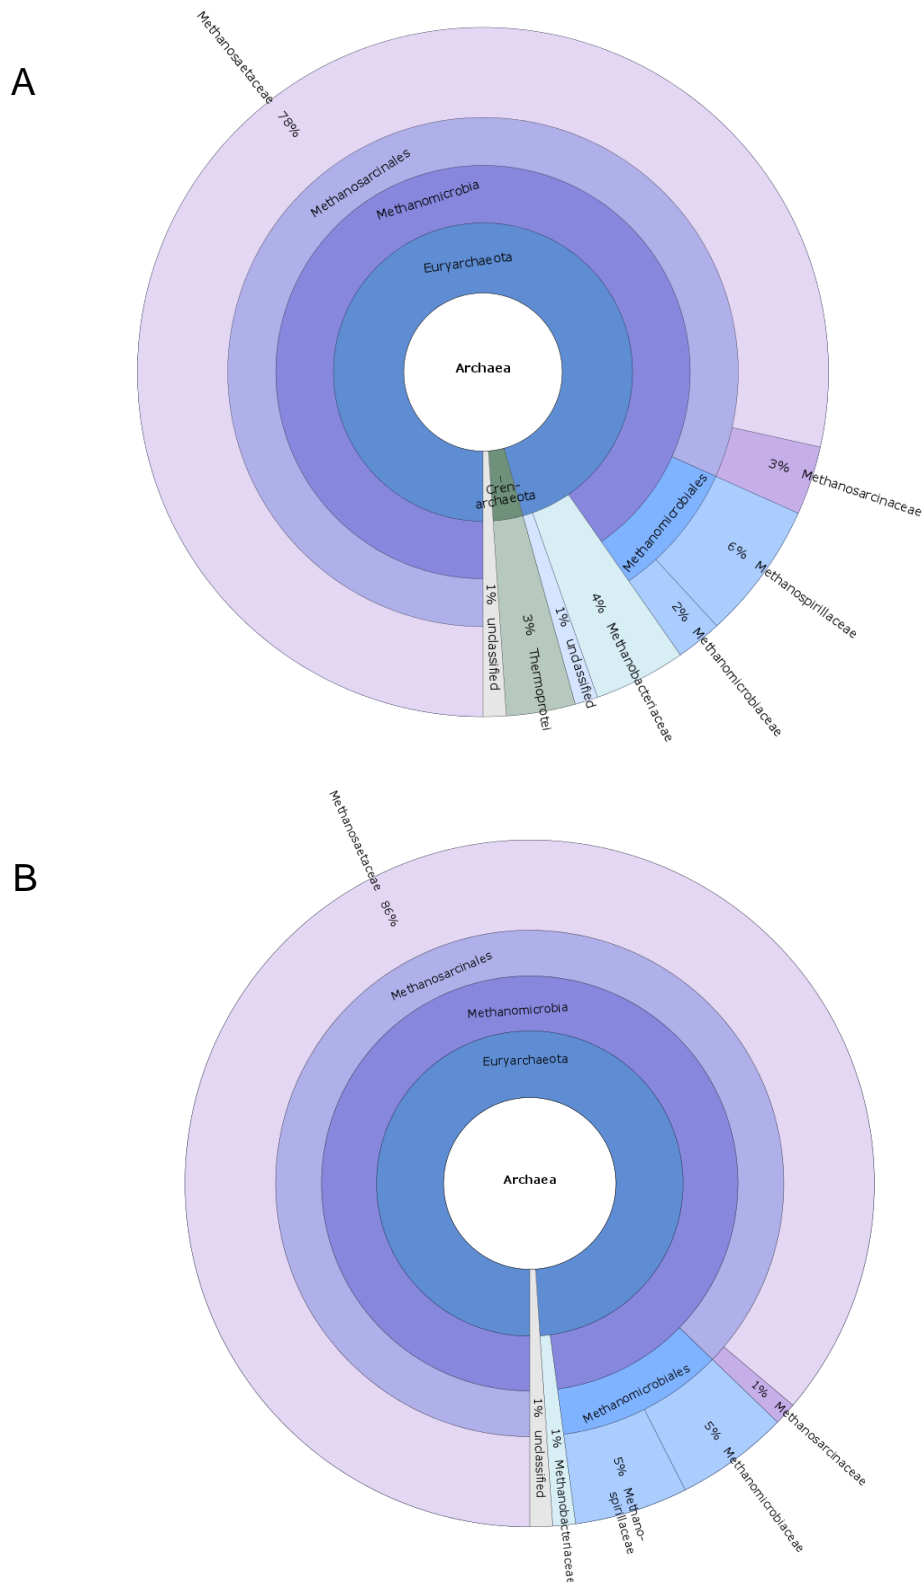 A
Methanosaetaceae 78%
Methanosarcinales
Methanomicrobia
Euryarchaeota
Archaea
Cren-
archaeota
Methanomicrobiales
3% Methanosarcinaceae
6% Methanospirillaceae
2% Methanomicrobiaceae
4% Methanobacteriaceae
1% unclassified
3% Thermoprotei
1% unclassified
B
Methanosaetaceae 86%
Methanosarcinales
Methanomicrobia
Euryarchaeota
Archaea
Methanomicrobiales
1% Methanosarcinaceae
5% Methanomicrobiaceae
5% Methano-
spirillaceae
1% Methanobacteriaceae
1% unclassified